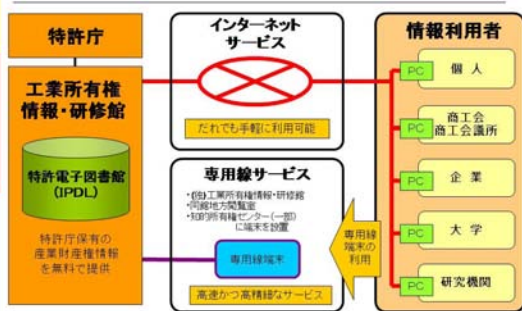 特許庁
工業所有権
情報・研修館
特許電子図書館
(IPDL)
特許庁保有の
産業財産権情報
を無料で提供
インターネット
サービス
だれでも手軽に利用可能
専用線サービス
・(独)工業所有権情報・研修館
・同館地方閲覧室
・知的所有権センター(一部)
に端末を設置
専用線端末
高速かつ高精細なサービス
専用線
端末の
利用
情報利用者
PC
個人
PC
商工会
商工会議所
PC
企業
PC
大学
PC
研究機関